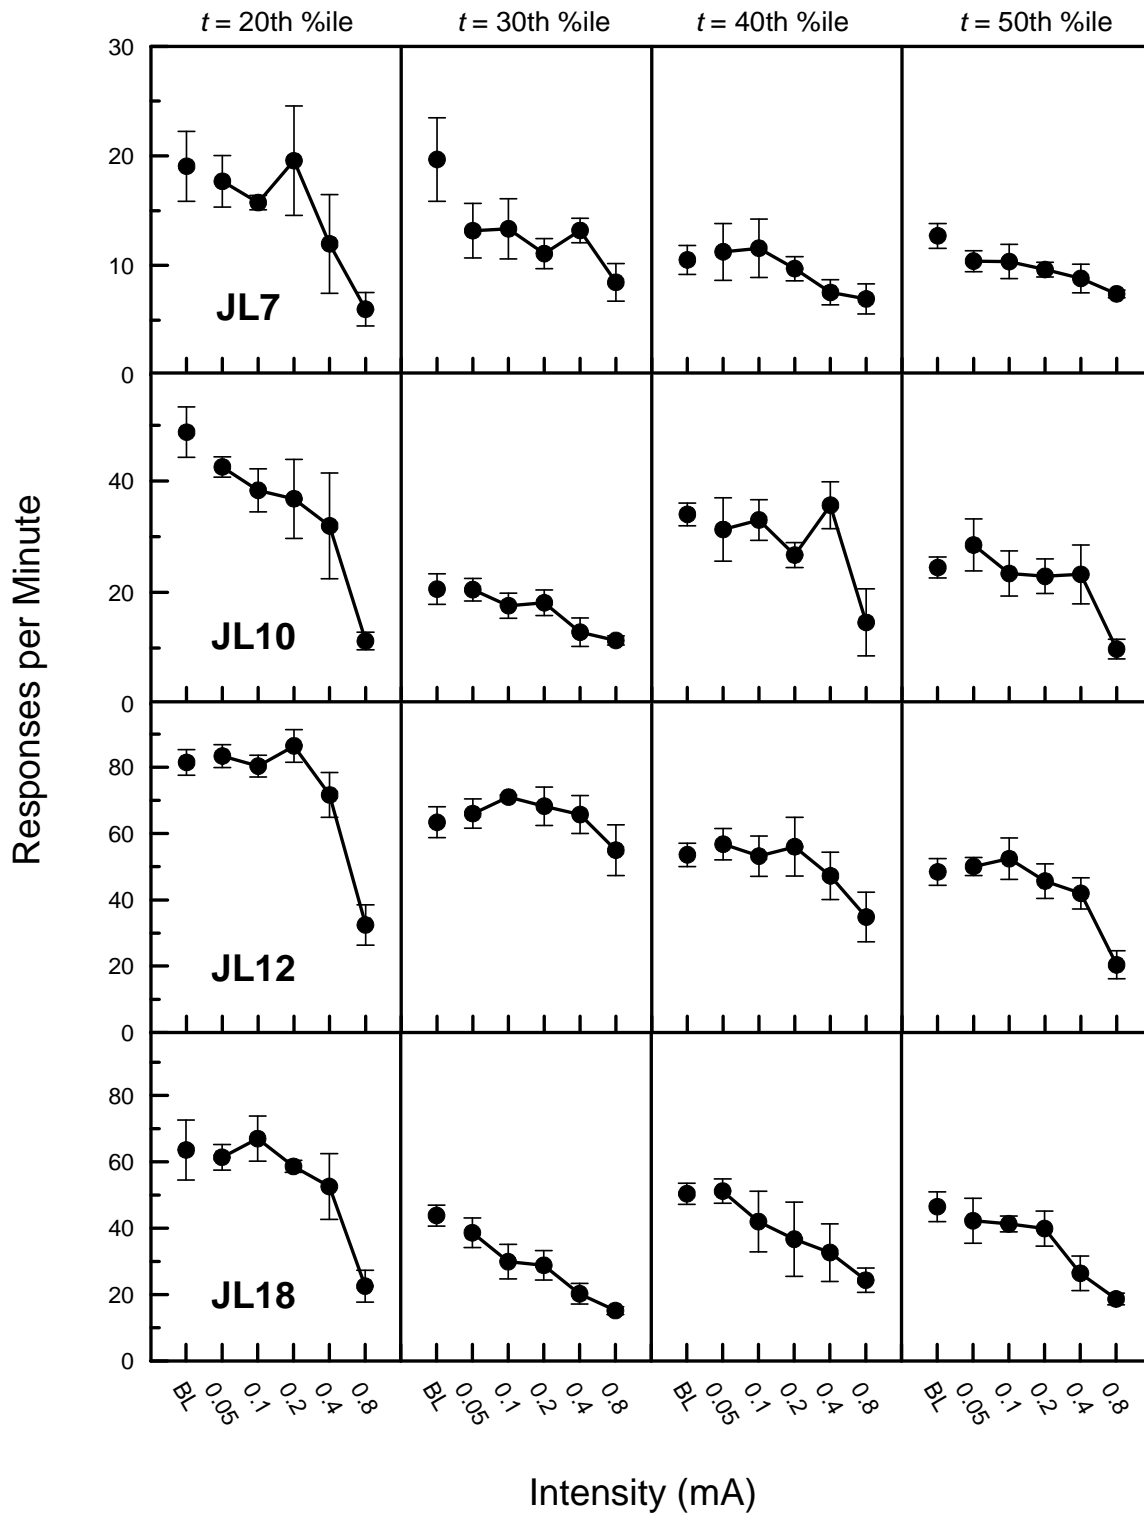 t = 20th %ile t = 30th %ile t = 40th %ile t = 50th %ile
30
20
10
0
JL7
40
20
0
JL10
80
60
40
20
0
JL12
80
60
40
20
0
JL18
Responses per Minute
BL 0.05 0.1 0.2 0.4 0.8 BL 0.05 0.1 0.2 0.4 0.8 BL 0.05 0.1 0.2 0.4 0.8 BL 0.05 0.1 0.2 0.4 0.8
Intensity (mA)